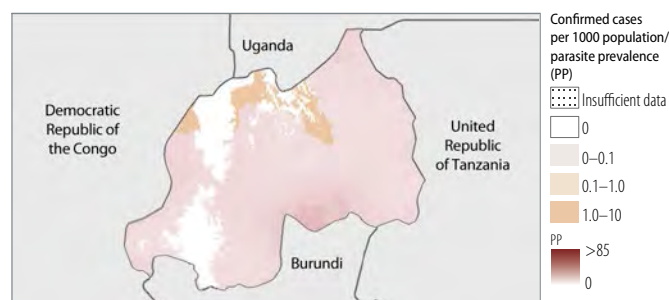 Uganda
Democratic
Republic of
the Congo
United
Republic
of Tanzania
Burundi
Confirmed cases
per 1000 population/
parasite prevalence
(PP)
Insufficient data
0
0–0.1
0.1–1.0
1.0–10
PP
>85
0